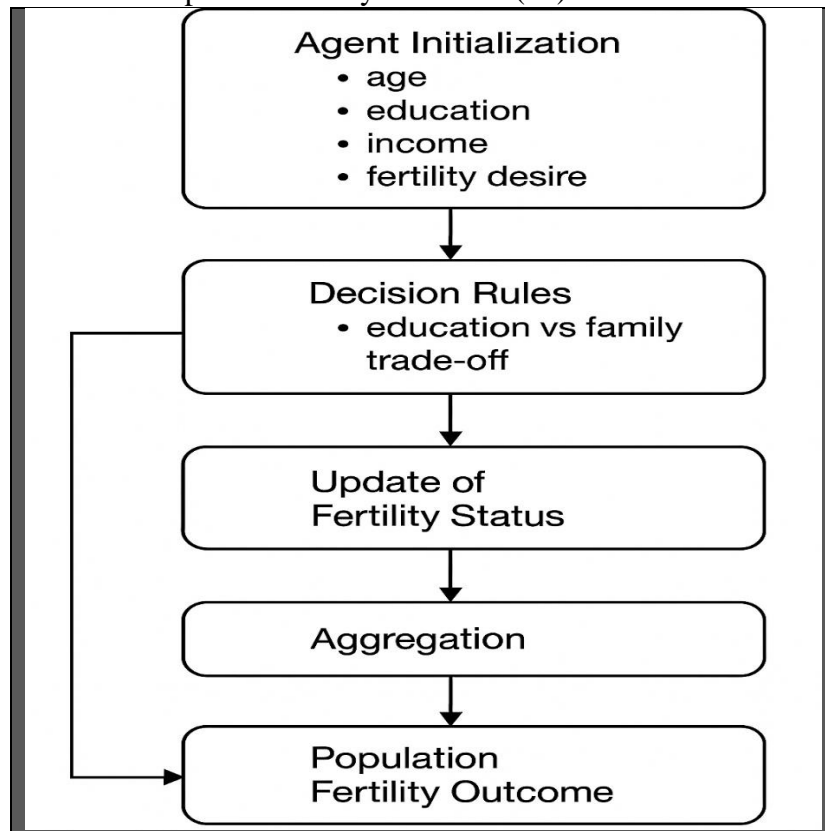 Agent Initialization
• age
• education
• income
• fertility desire
Decision Rules
• education vs family
trade-off
Update of
Fertility Status
Aggregation
Population
Fertility Outcome